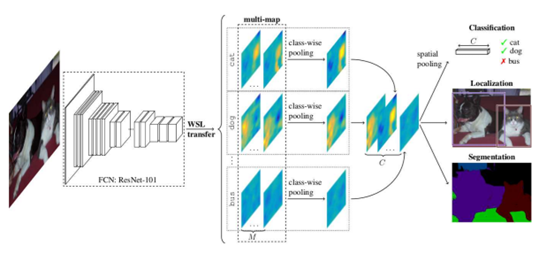 multi-map
Classification
C
cat
dog
bus
spatial
pooling
cat
class-wise
pooling
...
Localization
WSL
transfer
dog
class-wise
pooling
...
...
C
FCN: ResNet-101
Segmentation
bus
class-wise
pooling
...
M